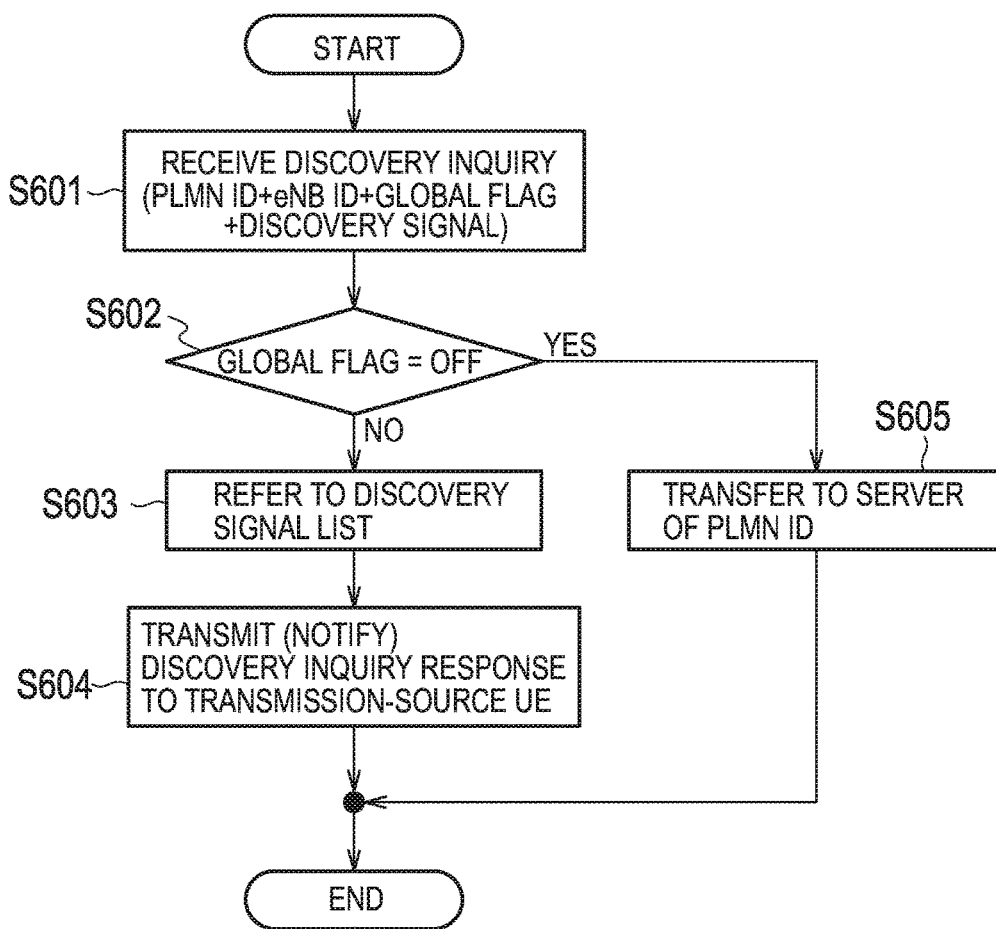 START
S601
RECEIVE DISCOVERY INQUIRY
(PLMN ID+eNB ID+GLOBAL FLAG
+DISCOVERY SIGNAL)
S602
GLOBAL FLAG = OFF
YES
NO
S603
REFER TO DISCOVERY
SIGNAL LIST
S605
TRANSFER TO SERVER
OF PLMN ID
S604
TRANSMIT (NOTIFY)
DISCOVERY INQUIRY RESPONSE
TO TRANSMISSION-SOURCE UE
END